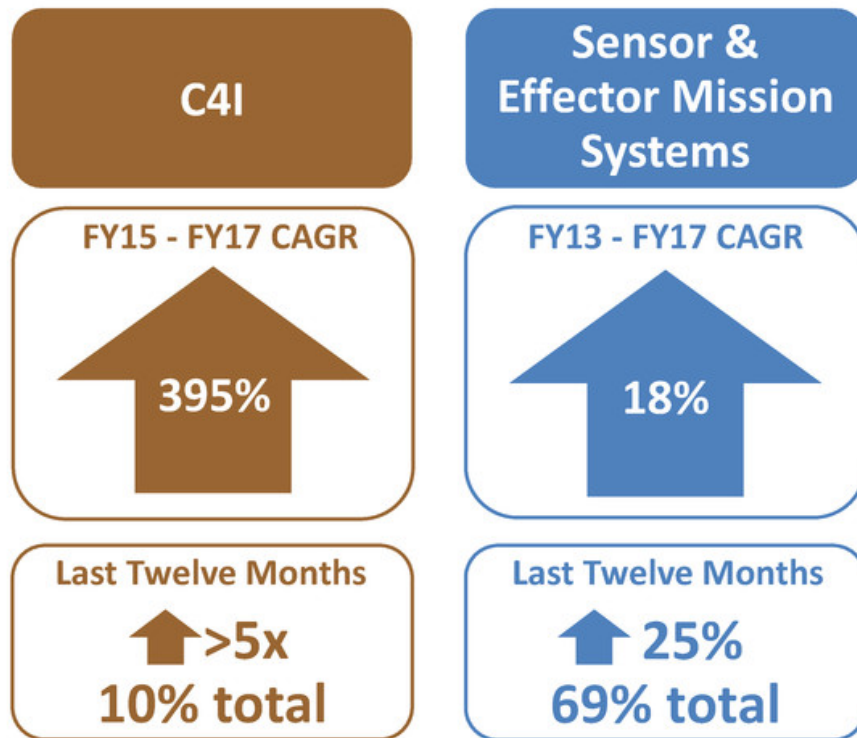 C4I
FY15 - FY17 CAGR
395%
Last Twelve Months
>5x
10% total
Sensor &
Effector Mission
Systems
FY13 - FY17 CAGR
18%
Last Twelve Months
25%
69% total